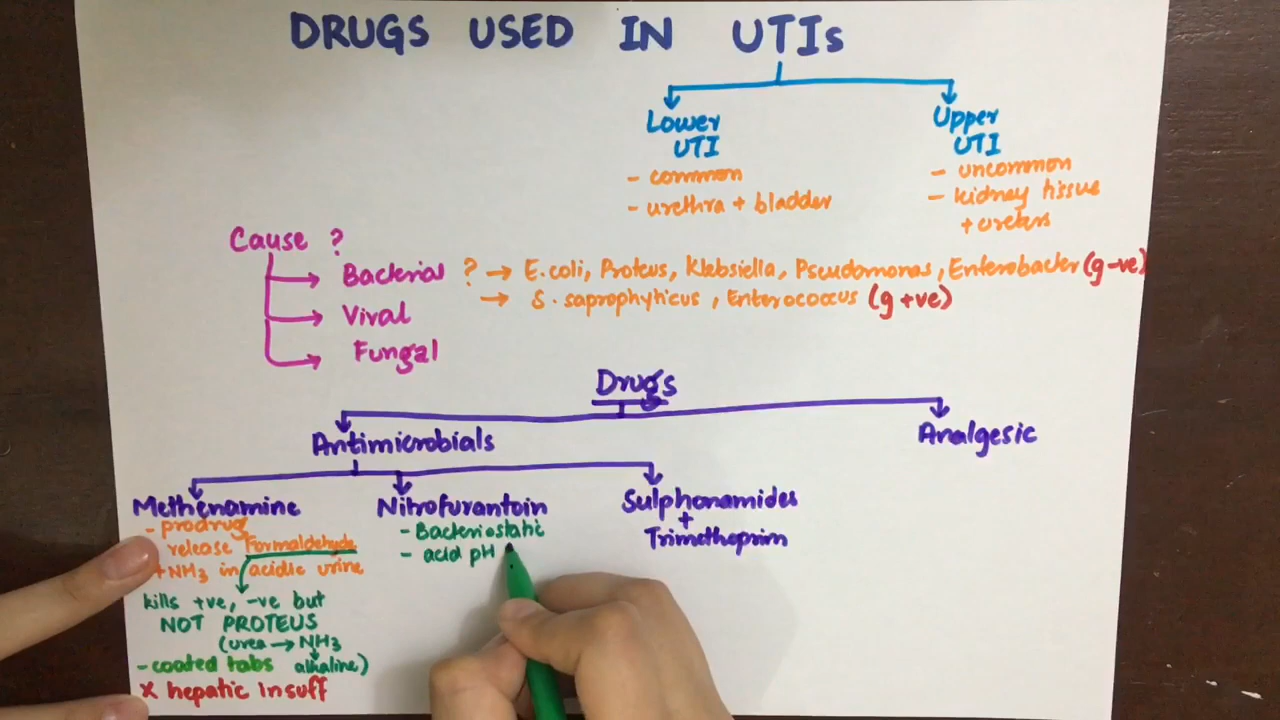 DRUGS USED IN UTIs
Lower
UTI
- common
- urethra + bladder
Upper
UTI
- uncommon
- kidney tissue
+ ureters
Cause ?
Bacterial ? → E.coli, Proteus, Klebsiella, Pseudomonas, Enterobacter (g-ve)
→ S. saprophyticus, Enterococcus (g+ve)
Viral
Fungal
Drugs
Antimicrobials
Analgesic
Methenamine
- prodrug
release Formaldehyde
+NH3 in acidic urine
kills +ve, -ve but
NOT PROTEUS
(urea → NH3
alkaline)
- coated tabs
X hepatic insuff
Nitrofurantoin
- Bacteriostatic
- acid pH
Sulphonamides
+
Trimethoprim